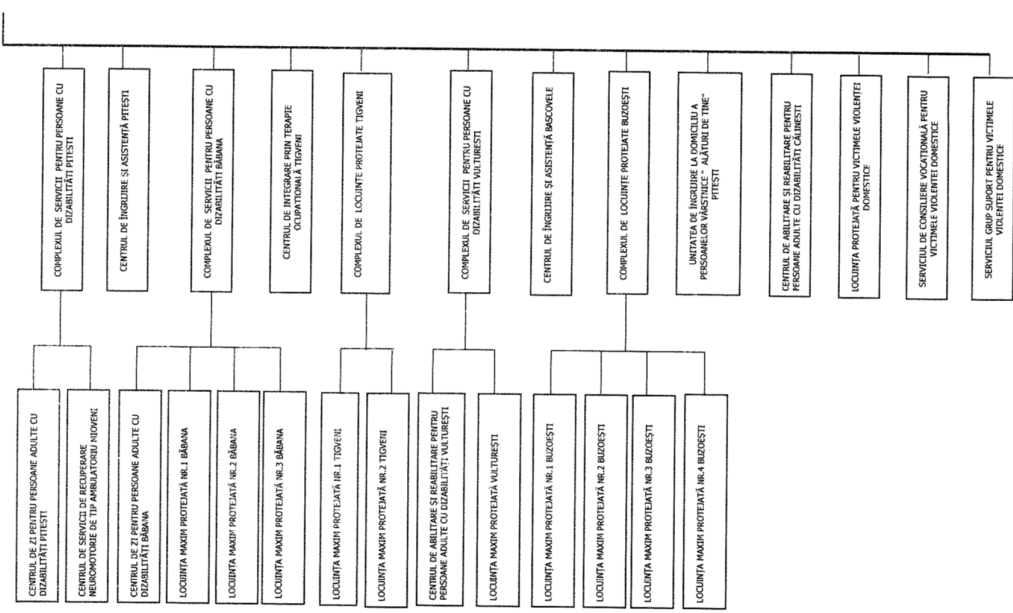 COMPLEXUL DE SERVICII PENTRU PERSOANE CU
DIZABILITĂȚI PITEȘTI
CENTRUL DE ÎNGRIJIRE ȘI ASISTENȚĂ PITEȘTI
COMPLEXUL DE SERVICII PENTRU PERSOANE CU
DIZABILITĂȚI BĂBANA
CENTRUL DE INTEGRARE PRIN TERAPIE
OCUPAȚIONALĂ TIGVENI
COMPLEXUL DE LOCUINȚE PROTEJATE TIGVENI
COMPLEXUL DE SERVICII PENTRU PERSOANE CU
DIZABILITĂȚI VULTUREȘTI
CENTRUL DE ÎNGRIJIRE ȘI ASISTENȚĂ BASCOVELE
COMPLEXUL DE LOCUINȚE PROTEJATE BUZOEȘTI
UNITATEA DE ÎNGRIJIRE LA DOMICILIU A
PERSOANELOR VÂRSTNICE" ALĂTURI DE TINE"
PITEȘTI
CENTRUL DE ABILITARE ȘI REABILITARE PENTRU
PERSOANE ADULTE CU DIZABILITĂȚI CĂLINEȘTI
LOCUINȚA PROTEJATĂ PENTRU VICTIMELE VIOLENȚEI
DOMESTICE
SERVICIUL DE CONSILIERE VOCAȚIONALĂ PENTRU
VICTIMELE VIOLENȚEI DOMESTICE
SERVICIUL GRUP SUPORT PENTRU VICTIMELE
VIOLENȚEI DOMESTICE
CENTRUL DE ZI PENTRU PERSOANE ADULTE CU
DIZABILITĂȚI PITEȘTI
CENTRUL DE SERVICII DE RECUPERARE
NEUROMOTORIE DE TIP AMBULATORIU MIOVENI
CENTRUL DE ZI PENTRU PERSOANE ADULTE CU
DIZABILITĂȚI BĂBANA
LOCUINȚA MAXIM PROTEJATĂ NR.1 BĂBANA
LOCUINȚA MAXIM PROTEJATĂ NR.2 BĂBANA
LOCUINȚA MAXIM PROTEJATĂ NR.3 BĂBANA
LOCUINȚA MAXIM PROTEJATĂ NR.1 TIGVENI
LOCUINȚA MAXIM PROTEJATĂ NR.2 TIGVENI
CENTRUL DE ABILITARE ȘI REABILITARE PENTRU
PERSOANE ADULTE CU DIZABILITĂȚI VULTUREȘTI
LOCUINȚA MAXIM PROTEJATĂ VULTUREȘTI
LOCUINȚA MAXIM PROTEJATĂ NR.1 BUZOEȘTI
LOCUINȚA MAXIM PROTEJATĂ NR.2 BUZOEȘTI
LOCUINȚA MAXIM PROTEJATĂ NR.3 BUZOEȘTI
LOCUINȚA MAXIM PROTEJATĂ NR.4 BUZOEȘTI